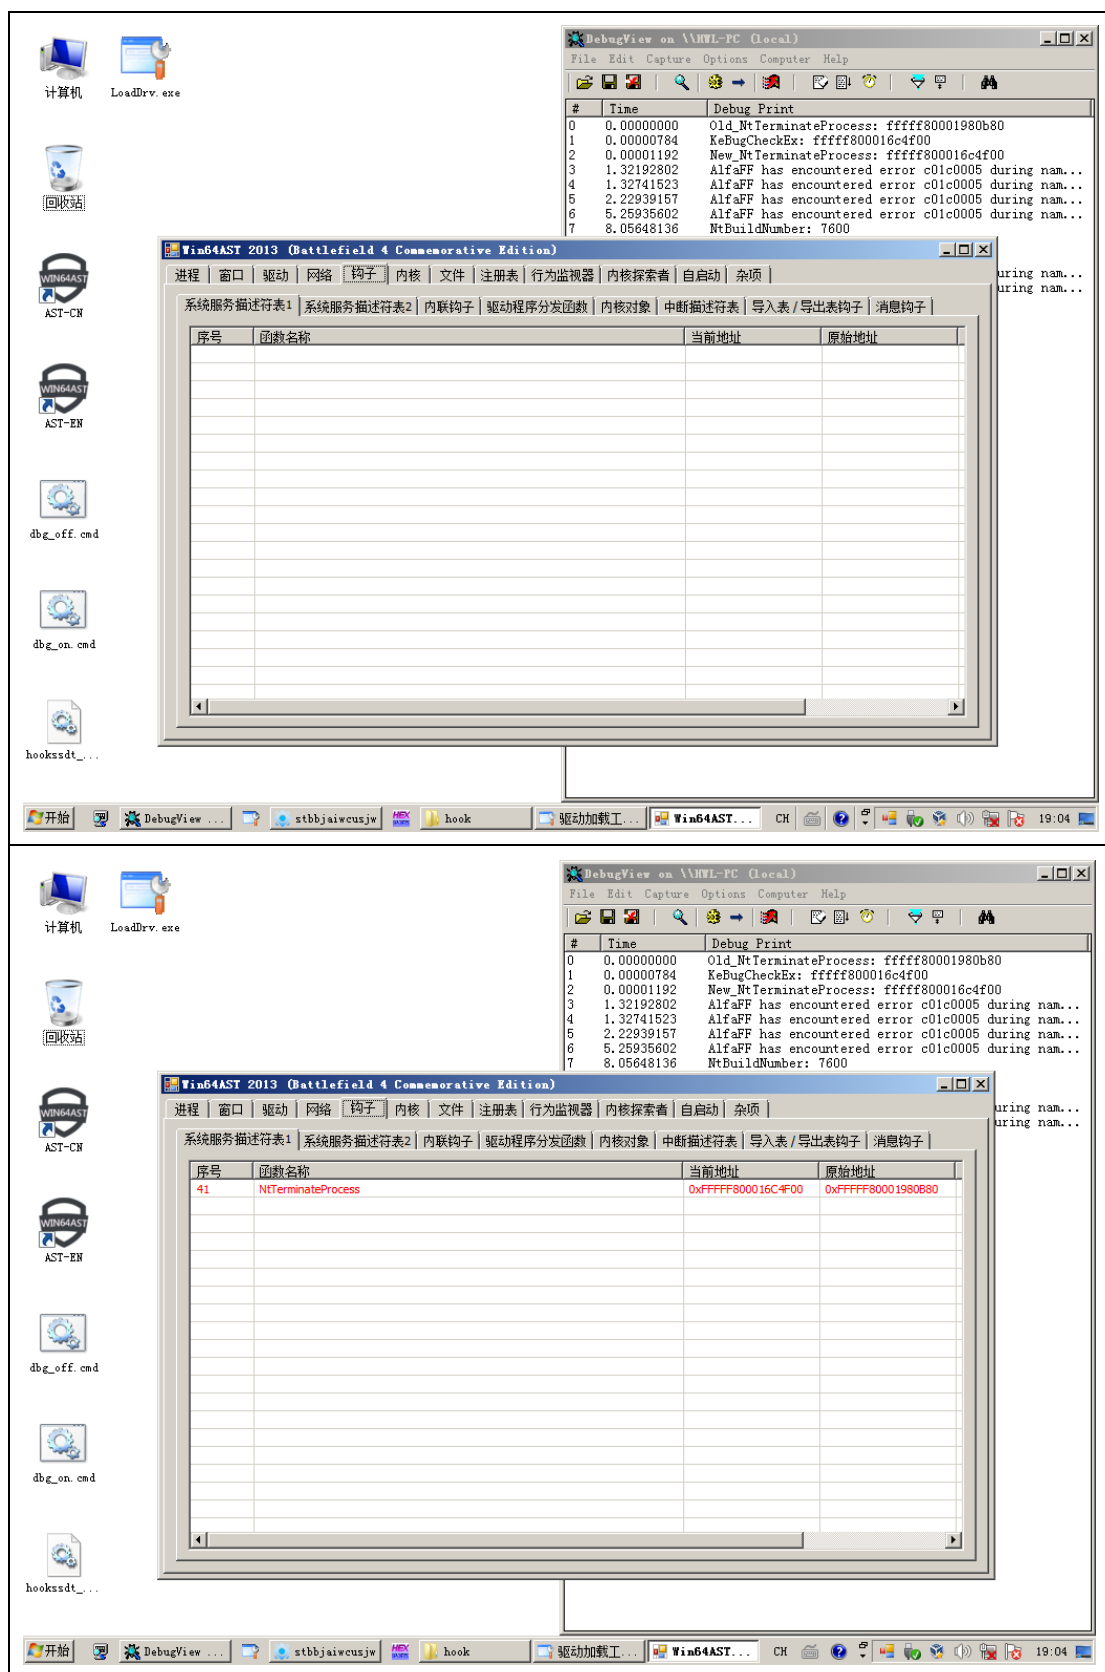 计算机
LoadDrv.exe
回收站
WIN64AST
AST-CN
WIN64AST
AST-EN
dbg_off.cmd
dbg_on.cmd
hookssdt_...
DebugView on \\HWL-PC (local)
File Edit Capture Options Computer Help
# Time Debug Print
0 0.00000000 Old_NtTerminateProcess: fffff80001980b80
1 0.00000784 KeBugCheckEx: fffff800016c4f00
2 0.00001192 New_NtTerminateProcess: fffff800016c4f00
3 1.32192802 AlfaFF has encountered error c01c0005 during nam...
4 1.32741523 AlfaFF has encountered error c01c0005 during nam...
5 2.22939157 AlfaFF has encountered error c01c0005 during nam...
6 5.25935602 AlfaFF has encountered error c01c0005 during nam...
7 8.05648136 NtBuildNumber: 7600
uring nam...
uring nam...
Win64AST 2013 (Battlefield 4 Commemorative Edition)
进程 窗口 驱动 网络 钩子 内核 文件 注册表 行为监视器 内核探索者 自启动 杂项
系统服务描述符表1 系统服务描述符表2 内联钩子 驱动程序分发函数 内核对象 中断描述符表 导入表/导出表钩子 消息钩子
序号 函数名称 当前地址 原始地址
开始 DebugView ... stbbjaiwcusjw HEX hook 驱动加载工... Win64AST... CH 19:04
计算机
LoadDrv.exe
回收站
WIN64AST
AST-CN
WIN64AST
AST-EN
dbg_off.cmd
dbg_on.cmd
hookssdt_...
DebugView on \\HWL-PC (local)
File Edit Capture Options Computer Help
# Time Debug Print
0 0.00000000 Old_NtTerminateProcess: fffff80001980b80
1 0.00000784 KeBugCheckEx: fffff800016c4f00
2 0.00001192 New_NtTerminateProcess: fffff800016c4f00
3 1.32192802 AlfaFF has encountered error c01c0005 during nam...
4 1.32741523 AlfaFF has encountered error c01c0005 during nam...
5 2.22939157 AlfaFF has encountered error c01c0005 during nam...
6 5.25935602 AlfaFF has encountered error c01c0005 during nam...
7 8.05648136 NtBuildNumber: 7600
uring nam...
uring nam...
Win64AST 2013 (Battlefield 4 Commemorative Edition)
进程 窗口 驱动 网络 钩子 内核 文件 注册表 行为监视器 内核探索者 自启动 杂项
系统服务描述符表1 系统服务描述符表2 内联钩子 驱动程序分发函数 内核对象 中断描述符表 导入表/导出表钩子 消息钩子
序号 函数名称 当前地址 原始地址
41 NtTerminateProcess 0xFFFFF800016C4F00 0xFFFFF80001980B80
开始 DebugView ... stbbjaiwcusjw HEX hook 驱动加载工... Win64AST... CH 19:04